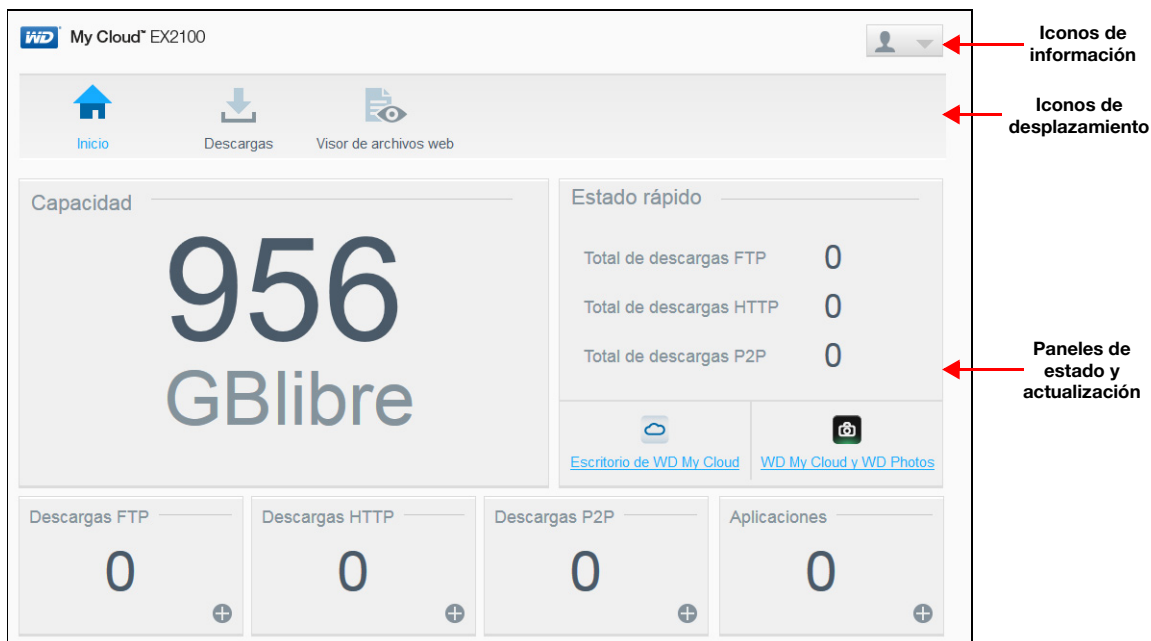 WD My Cloud™ EX2100
Iconos de
información
Inicio
Descargas
Visor de archivos web
Iconos de
desplazamiento
Capacidad
956
GBlibre
Estado rápido
Total de descargas FTP 0
Total de descargas HTTP 0
Total de descargas P2P 0
Escritorio de WD My Cloud
WD My Cloud y WD Photos
Paneles de
estado y
actualización
Descargas FTP
0
Descargas HTTP
0
Descargas P2P
0
Aplicaciones
0